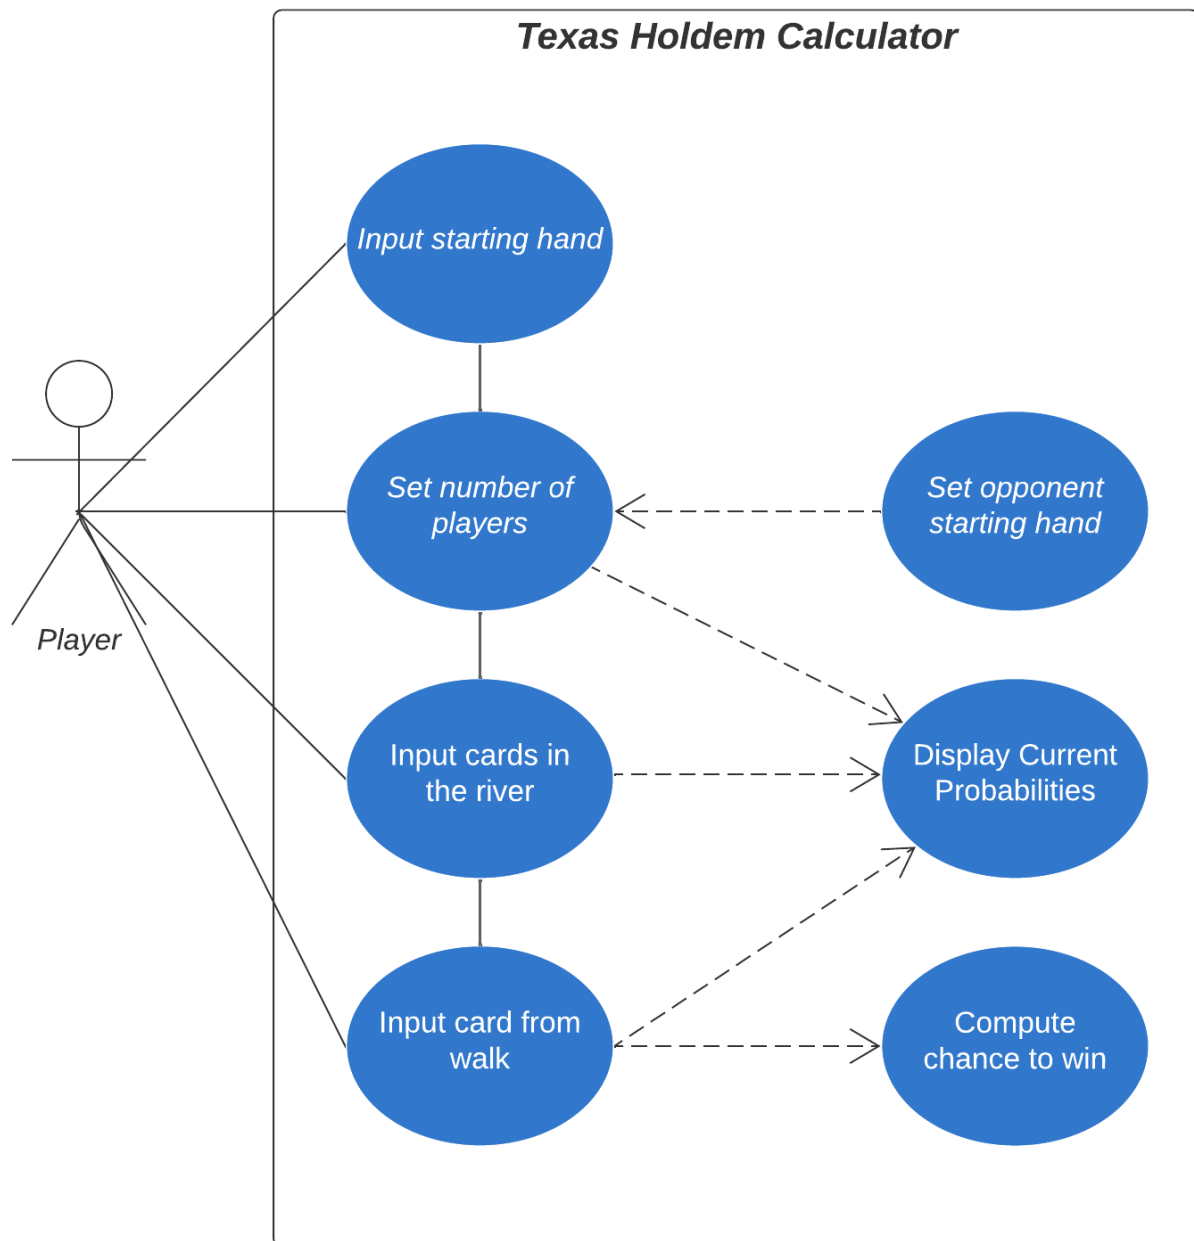 Texas Holdem Calculator
Input starting hand
Set number of
players
Set opponent
starting hand
Player
Input cards in
the river
Display Current
Probabilities
Input card from
walk
Compute
chance to win